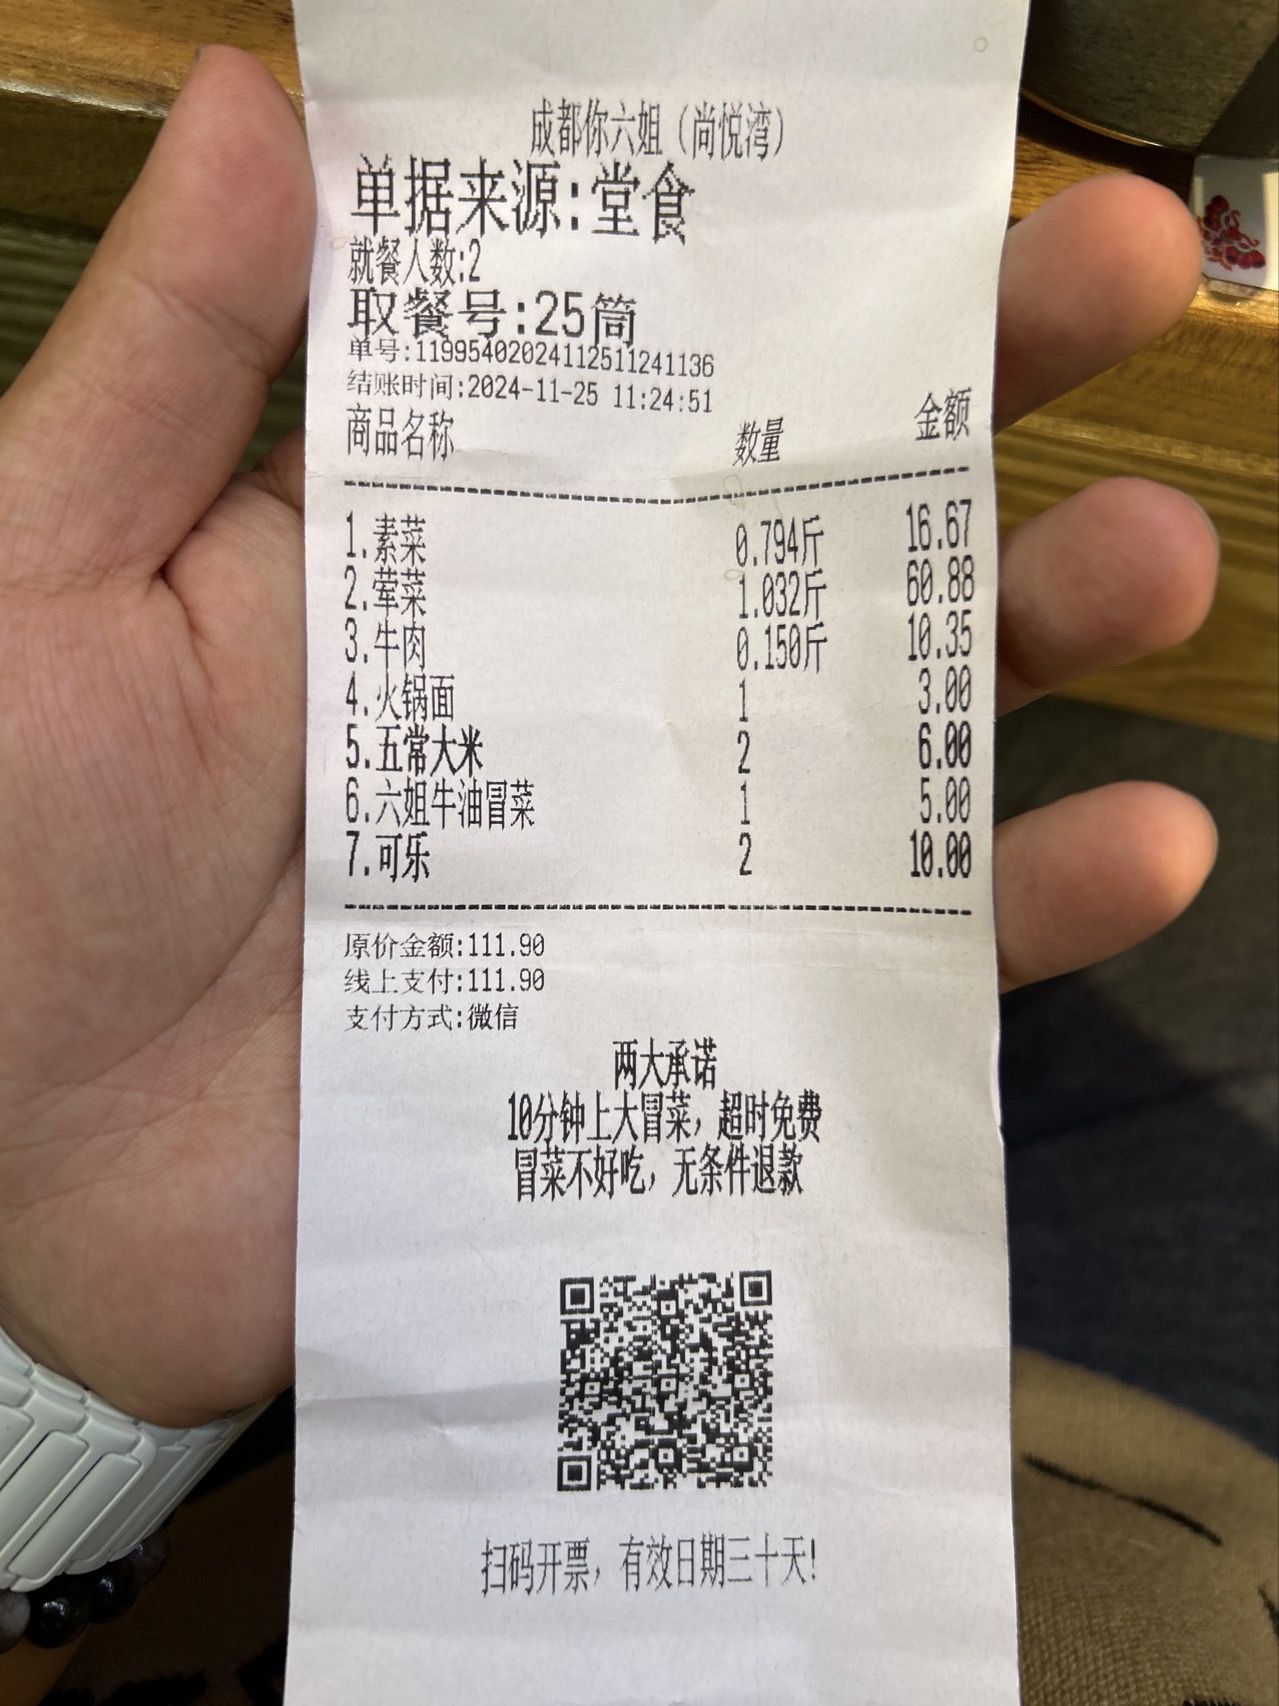 成都你六姐（尚悦湾）
单据来源:堂食
就餐人数:2
取餐号:25筒
单号:11995402024112511241136
结账时间:2024-11-25 11:24:51
商品名称 数量 金额
1.素菜 0.794斤 16.67
2.荤菜 1.032斤 60.88
3.牛肉 0.150斤 10.35
4.火锅面 1 3.00
5.五常大米 2 6.00
6.六姐牛油冒菜 1 5.00
7.可乐 2 10.00
原价金额:111.90
线上支付:111.90
支付方式:微信
两大承诺
10分钟上大冒菜，超时免费
冒菜不好吃，无条件退款
扫码开票，有效日期三十天!